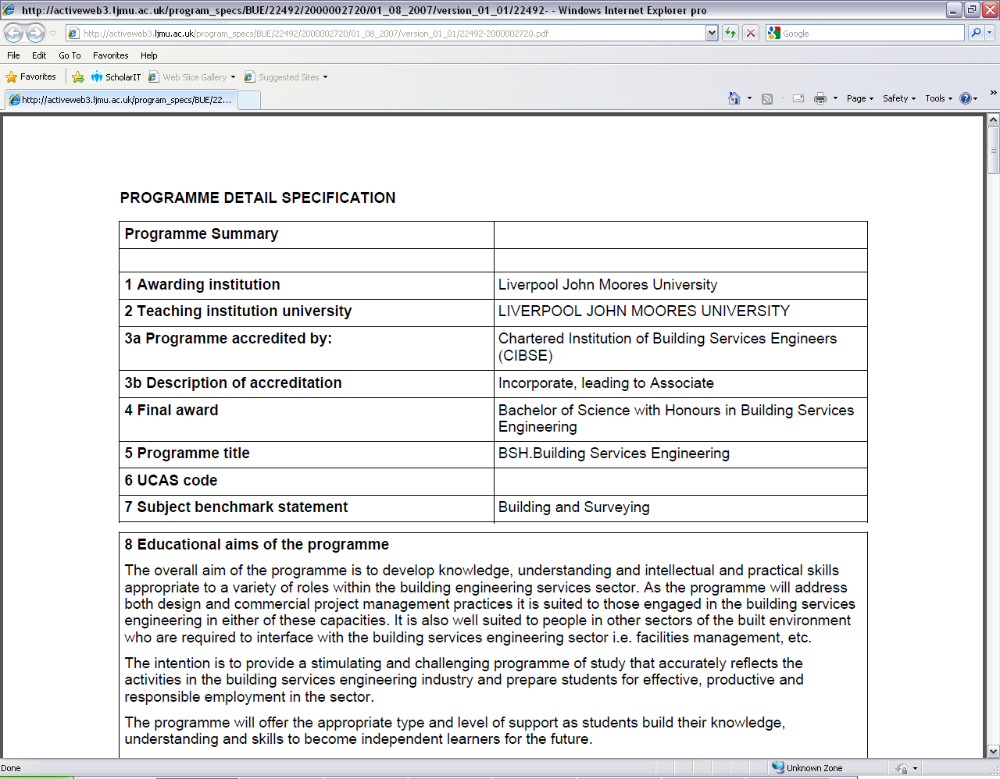 http://activeweb3.ljmu.ac.uk/program_specs/BUE/22492/2000002720/01_08_2007/version_01_01/22492- - Windows Internet Explorer pro
http://activeweb3.ljmu.ac.uk/program_specs/BUE/22492/2000002720/01_08_2007/version_01_01/22492-2000002720.pdf
Google
File Edit Go To Favorites Help
Favorites ScholarIT Web Slice Gallery Suggested Sites
http://activeweb3.ljmu.ac.uk/program_specs/BUE/22...
Page Safety Tools
PROGRAMME DETAIL SPECIFICATION
Programme Summary
1 Awarding institution Liverpool John Moores University
2 Teaching institution university LIVERPOOL JOHN MOORES UNIVERSITY
3a Programme accredited by: Chartered Institution of Building Services Engineers
(CIBSE)
3b Description of accreditation Incorporate, leading to Associate
4 Final award Bachelor of Science with Honours in Building Services
Engineering
5 Programme title BSH.Building Services Engineering
6 UCAS code
7 Subject benchmark statement Building and Surveying
8 Educational aims of the programme
The overall aim of the programme is to develop knowledge, understanding and intellectual and practical skills
appropriate to a variety of roles within the building engineering services sector. As the programme will address
both design and commercial project management practices it is suited to those engaged in the building services
engineering in either of these capacities. It is also well suited to people in other sectors of the built environment
who are required to interface with the building services engineering sector i.e. facilities management, etc.
The intention is to provide a stimulating and challenging programme of study that accurately reflects the
activities in the building services engineering industry and prepare students for effective, productive and
responsible employment in the sector.
The programme will offer the appropriate type and level of support as students build their knowledge,
understanding and skills to become independent learners for the future.
Done Unknown Zone